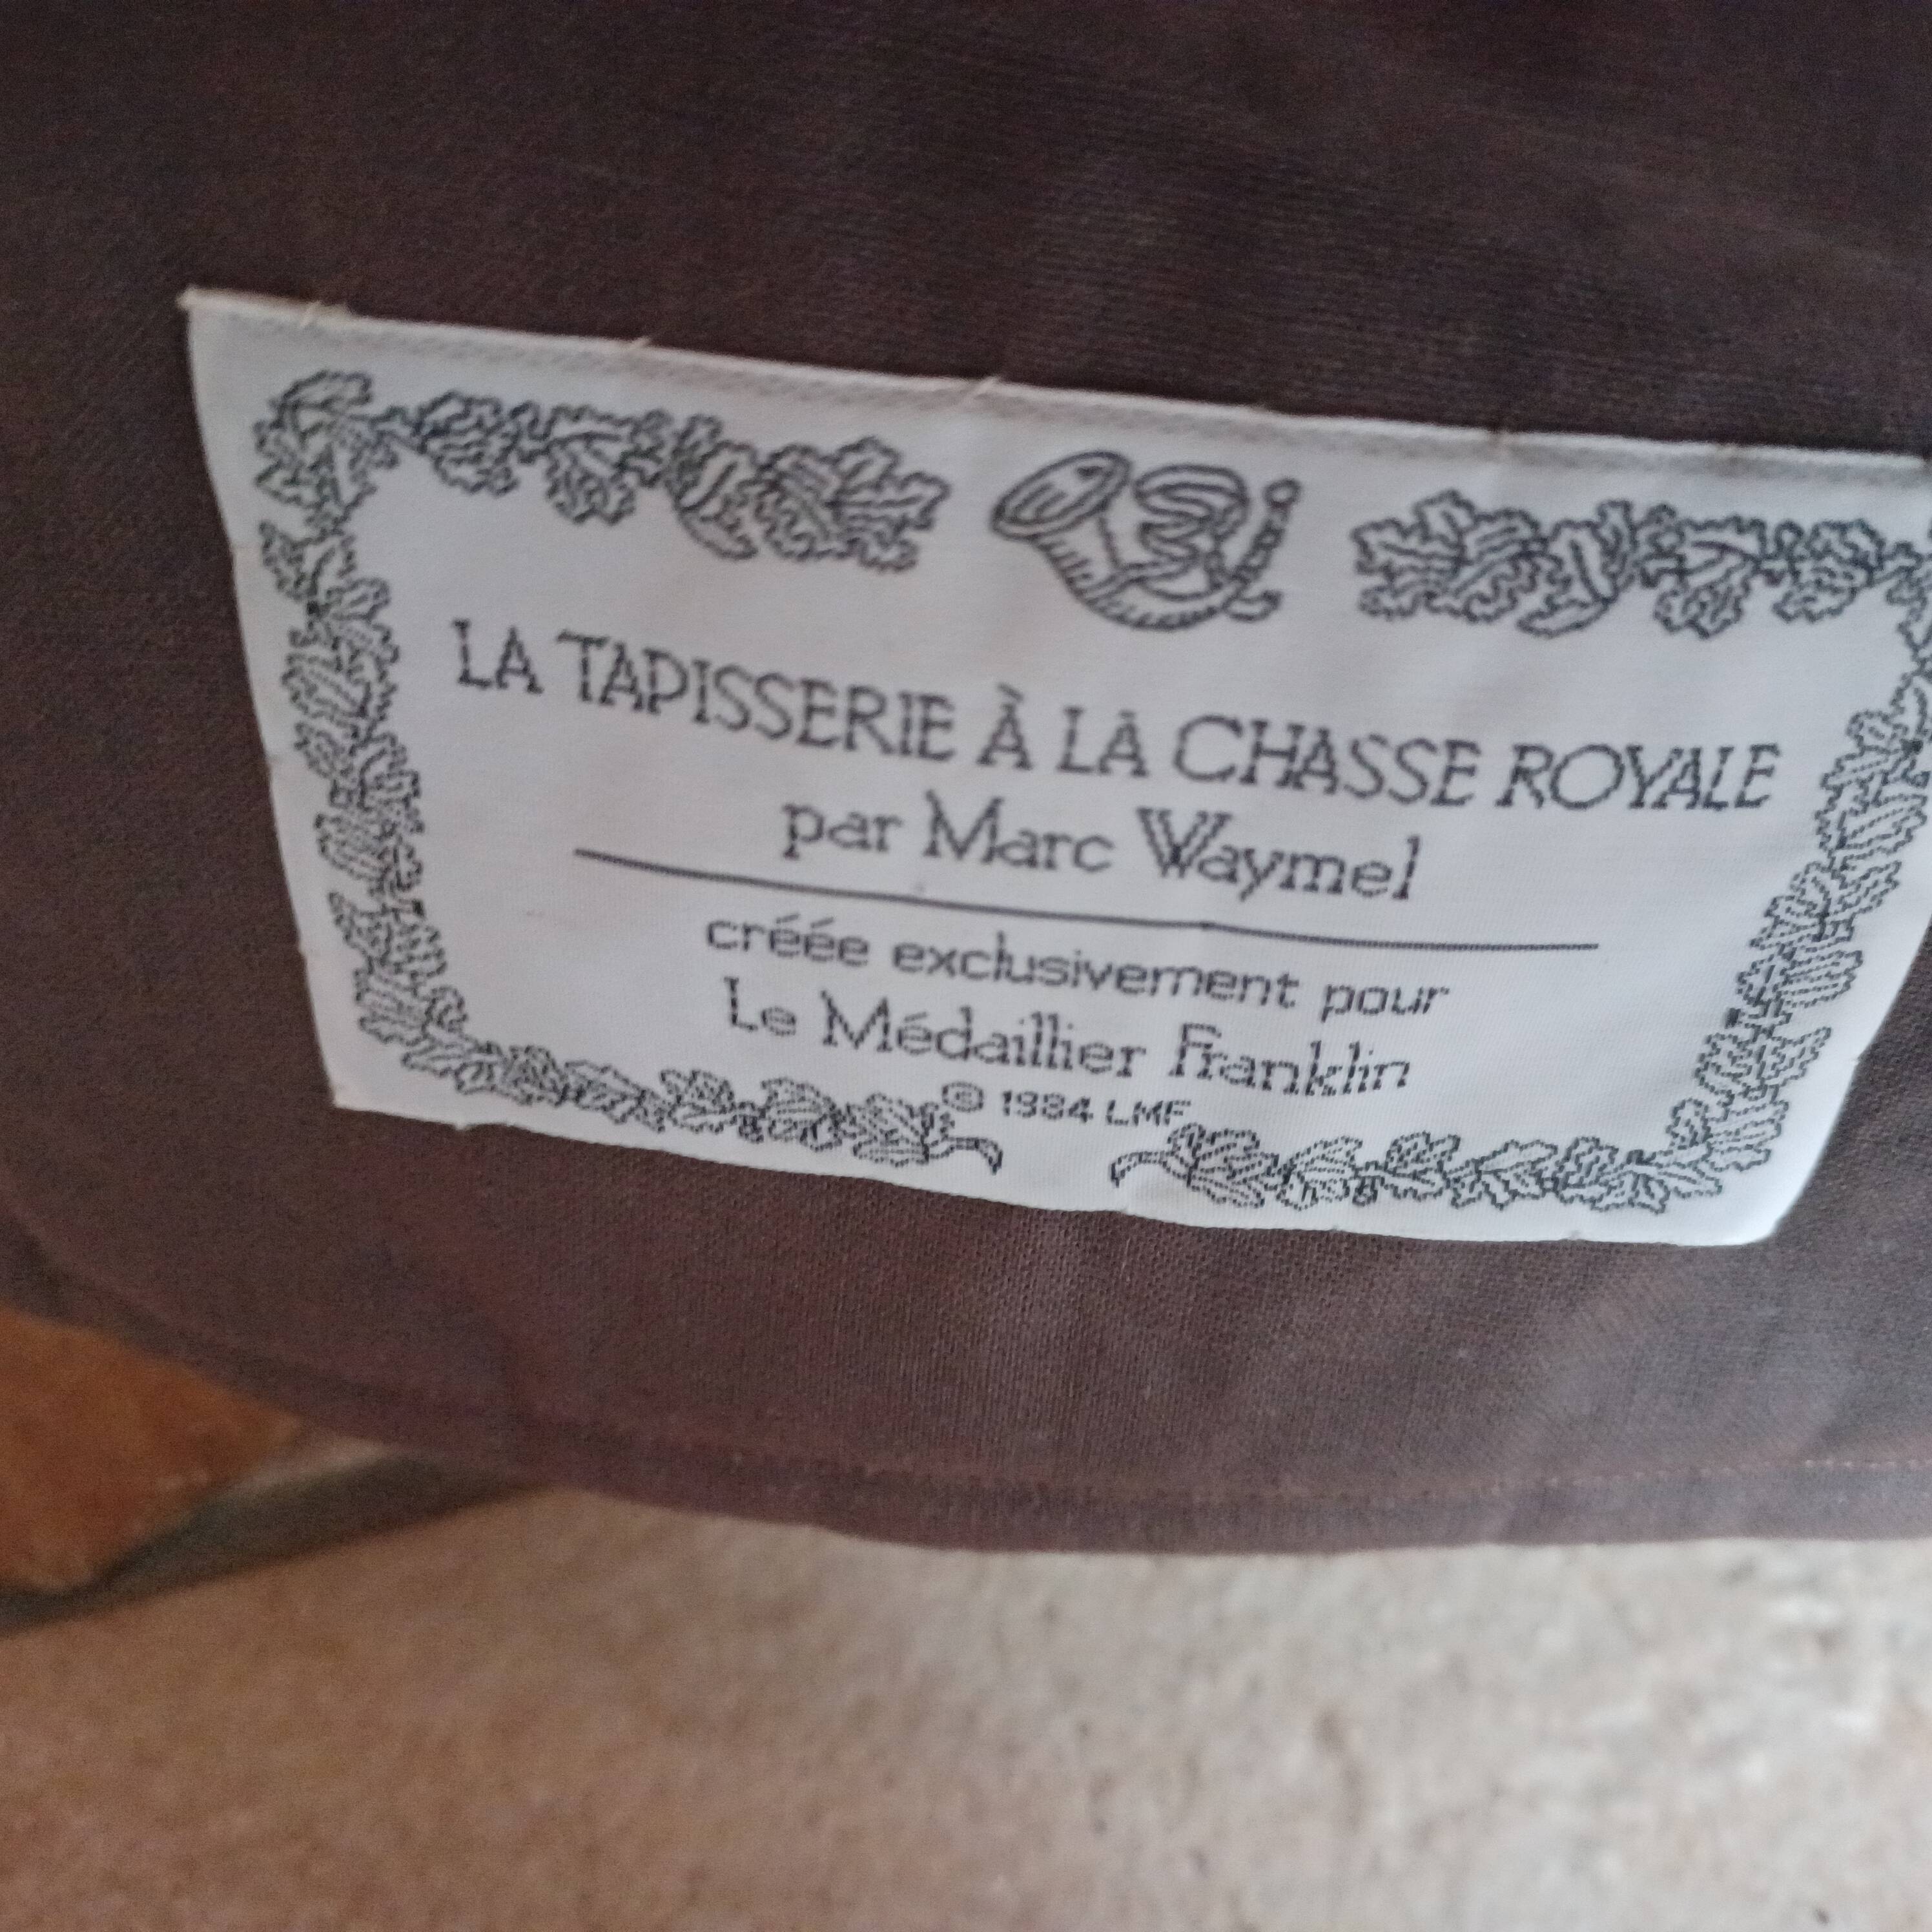 LA TAPISSERIE À LA CHASSE ROYALE
par Marc Waymel
créée exclusivement pour
Le Médaillier Franklin
© 1984 LMF